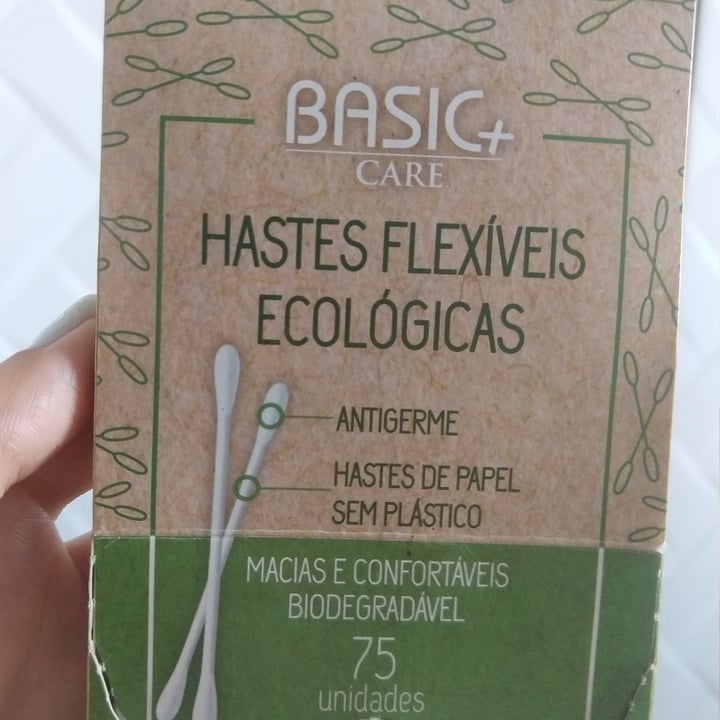 BASIC+
CARE
HASTES FLEXÍVEIS
ECOLÓGICAS
ANTIGERME
HASTES DE PAPEL
SEM PLÁSTICO
MACIAS E CONFORTÁVEIS
BIODEGRADÁVEL
75
unidades